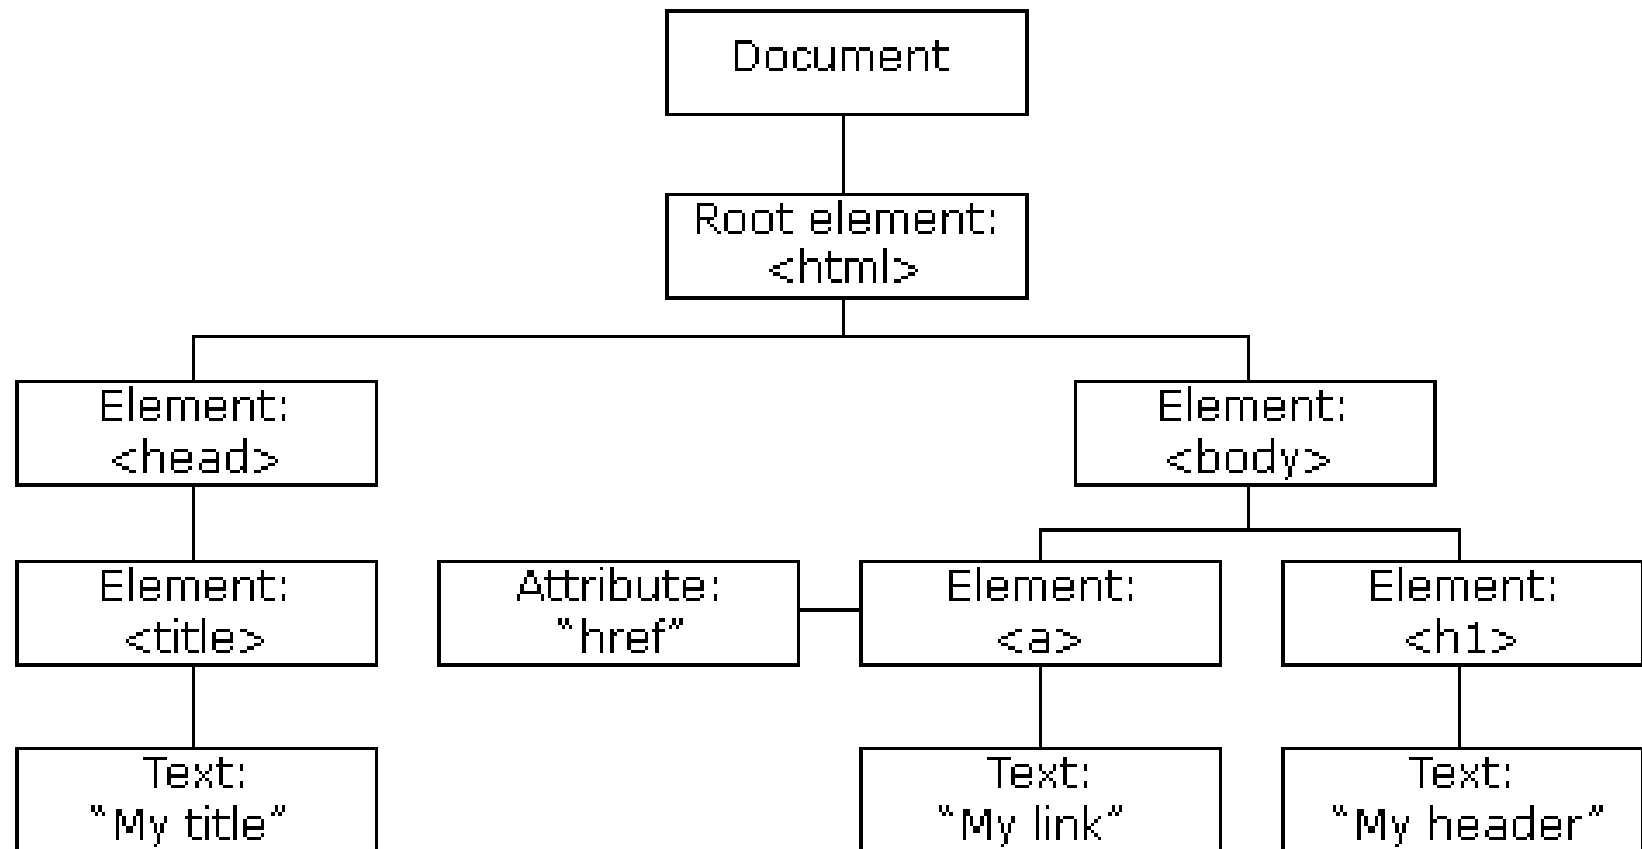 Document
Root element:
<html>
Element:
<head>
Element:
<body>
Element:
<title>
Attribute:
"href"
Element:
<a>
Element:
<h1>
Text:
"My title"
Text:
"My link"
Text:
"My header"